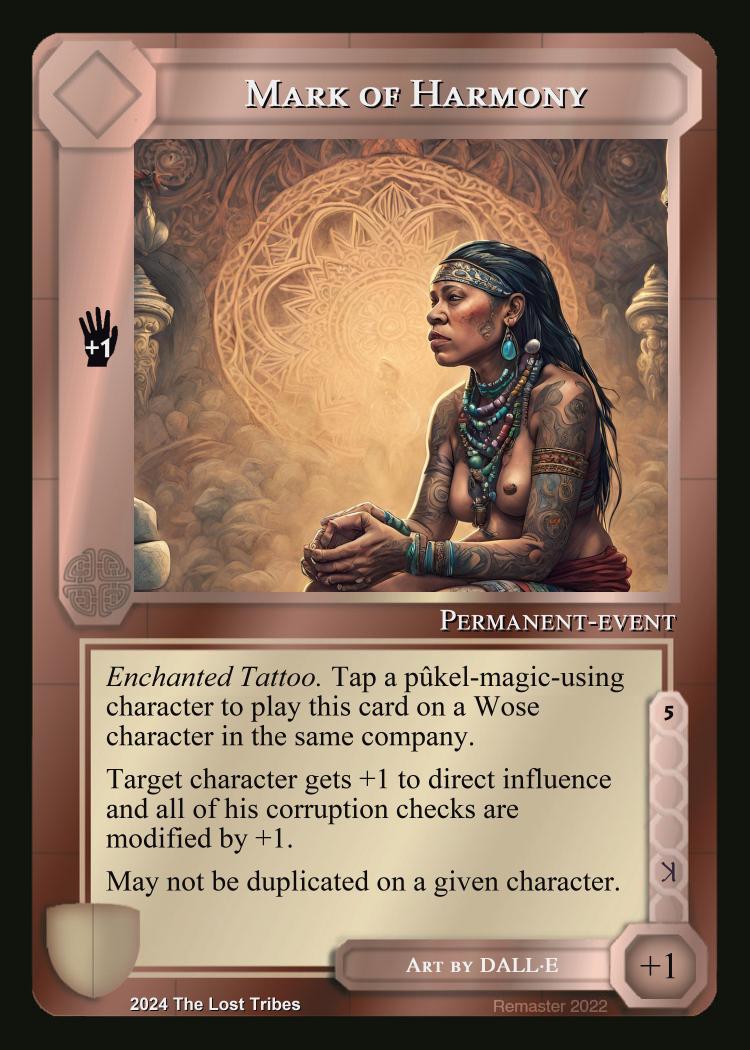 Mark of Harmony
+1
Permanent-event
Enchanted Tattoo. Tap a pûkel-magic-using
character to play this card on a Wose
character in the same company.
Target character gets +1 to direct influence
and all of his corruption checks are
modified by +1.
May not be duplicated on a given character.
5
Art by DALL·E
+1
2024 The Lost Tribes
Remaster 2022